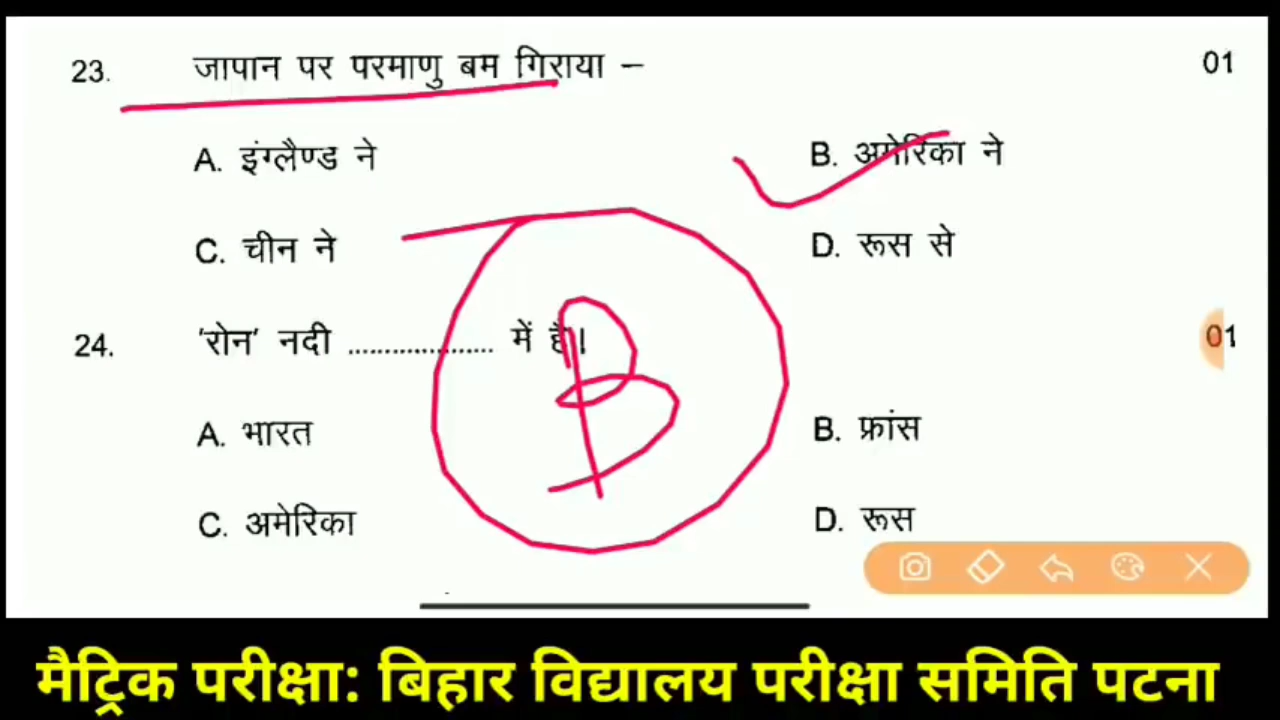 23. जापान पर परमाणु बम गिराया – 01
A. इंग्लैण्ड ने B. अमेरिका ने
C. चीन ने D. रूस से
24. 'रोन' नदी .................... में है। 01
A. भारत B. फ्रांस
C. अमेरिका D. रूस
B
मैट्रिक परीक्षा: बिहार विद्यालय परीक्षा समिति पटना